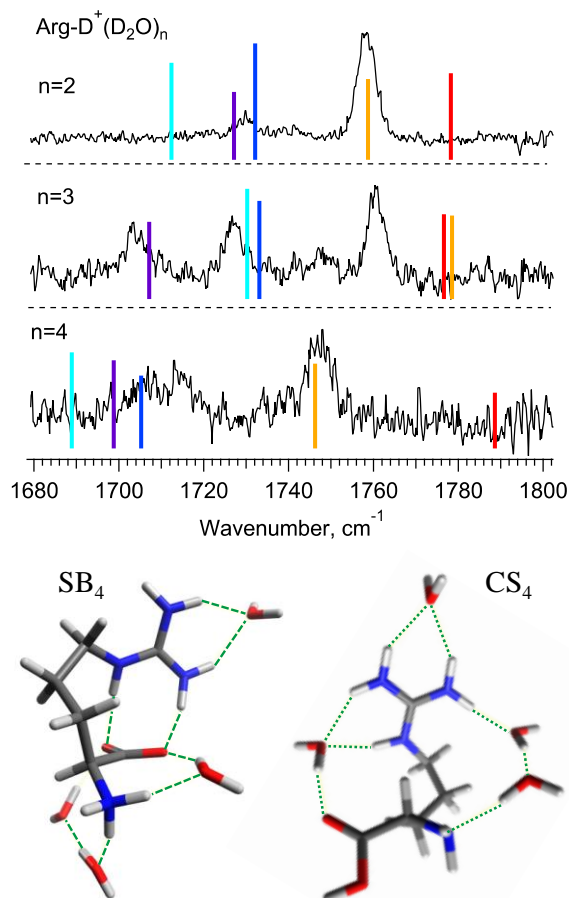 Arg-D⁺(D₂O)ₙ
n=2
n=3
n=4
1680 1700 1720 1740 1760 1780 1800
Wavenumber, cm⁻¹
SB₄ CS₄